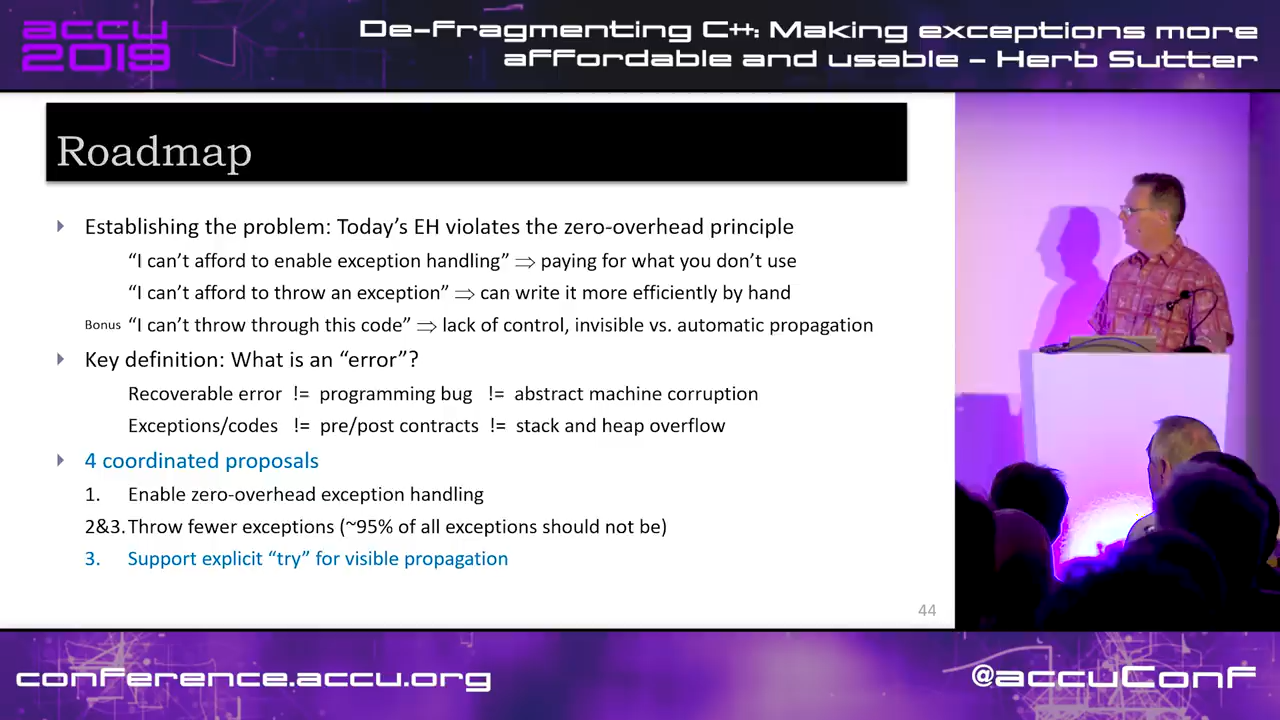 accu
2019
De-Fragmenting C++: Making exceptions more
affordable and usable - Herb Sutter
Roadmap
Establishing the problem: Today's EH violates the zero-overhead principle
"I can't afford to enable exception handling" ⇒ paying for what you don't use
"I can't afford to throw an exception" ⇒ can write it more efficiently by hand
Bonus "I can't throw through this code" ⇒ lack of control, invisible vs. automatic propagation
Key definition: What is an "error"?
Recoverable error != programming bug != abstract machine corruption
Exceptions/codes != pre/post contracts != stack and heap overflow
4 coordinated proposals
1. Enable zero-overhead exception handling
2&3. Throw fewer exceptions (~95% of all exceptions should not be)
3. Support explicit "try" for visible propagation
44
conference.accu.org
@accuConf